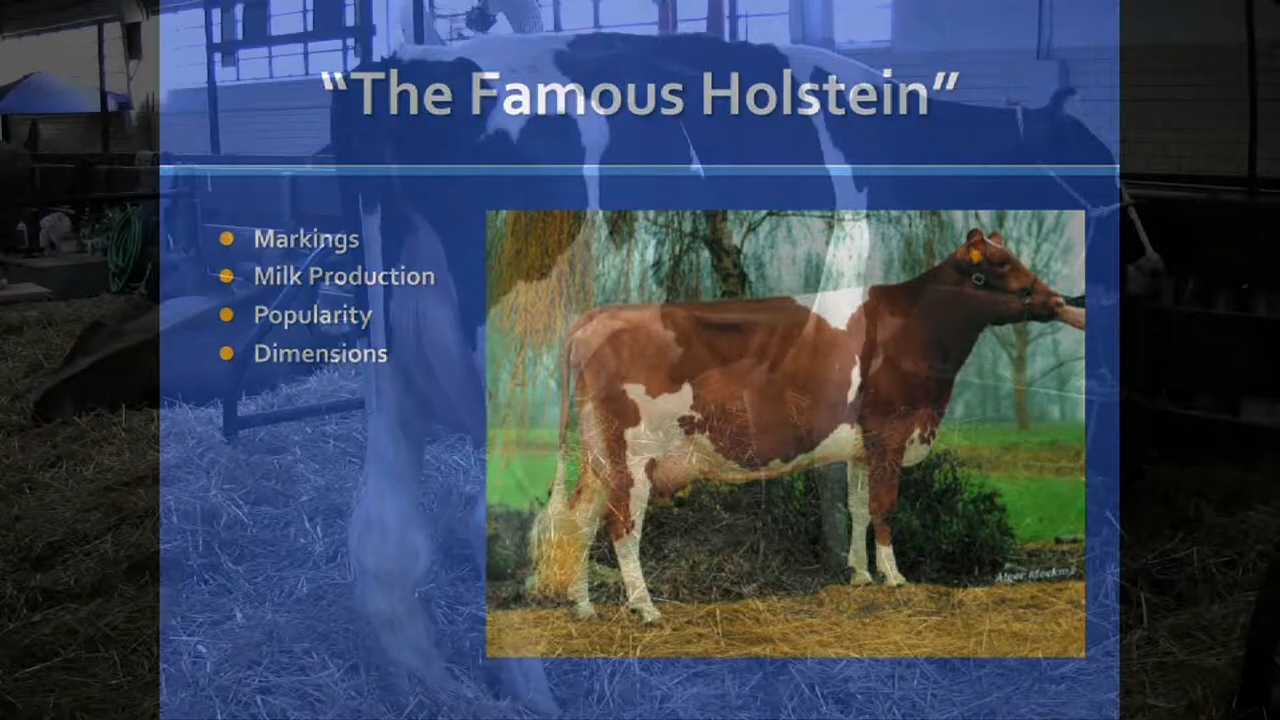 “The Famous Holstein”
Markings
Milk Production
Popularity
Dimensions